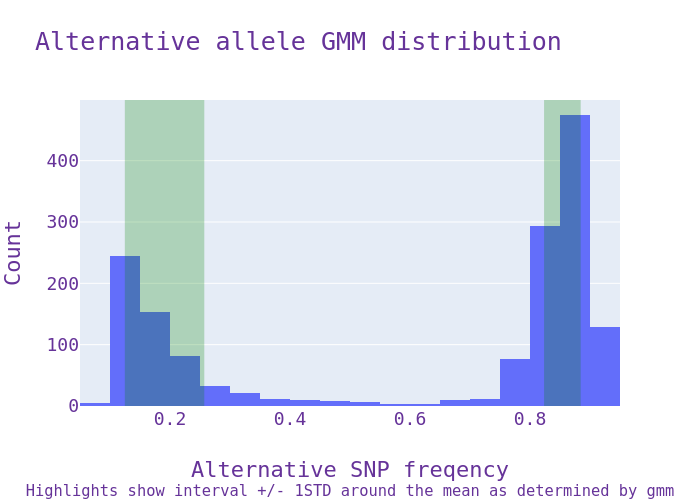 Alternative allele GMM distribution
Count
400
300
200
100
0
0.2 0.4 0.6 0.8
Alternative SNP freqency
Highlights show interval +/- 1STD around the mean as determined by gmm